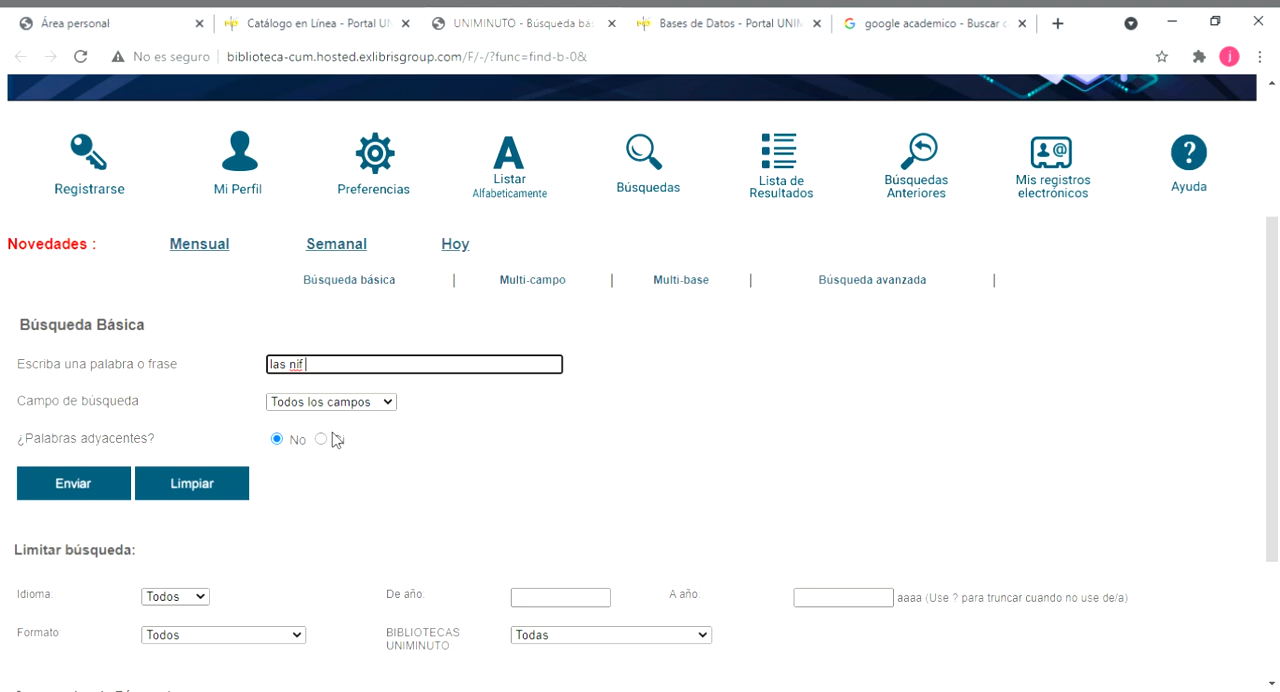 Área personal
Catálogo en Línea - Portal UN
UNIMINUTO - Búsqueda bá
Bases de Datos - Portal UNI
google academico - Buscar c
No es seguro
biblioteca-cum.hosted.exlibrisgroup.com/F/-/?func=find-b-0&
j
Registrarse
Mi Perfil
Preferencias
A
Listar
Alfabeticamente
Búsquedas
Lista de
Resultados
Búsquedas
Anteriores
Mis registros
electrónicos
?
Ayuda
Novedades :
Mensual
Semanal
Hoy
Búsqueda básica | Multi-campo | Multi-base | Búsqueda avanzada |
Búsqueda Básica
Escriba una palabra o frase
las nif
Campo de búsqueda
Todos los campos
¿Palabras adyacentes?
No
Enviar
Limpiar
Limitar búsqueda:
Idioma:
Todos
De año:
A año:
aaaa (Use ? para truncar cuando no use de/a)
Formato
Todos
BIBLIOTECAS
UNIMINUTO
Todas